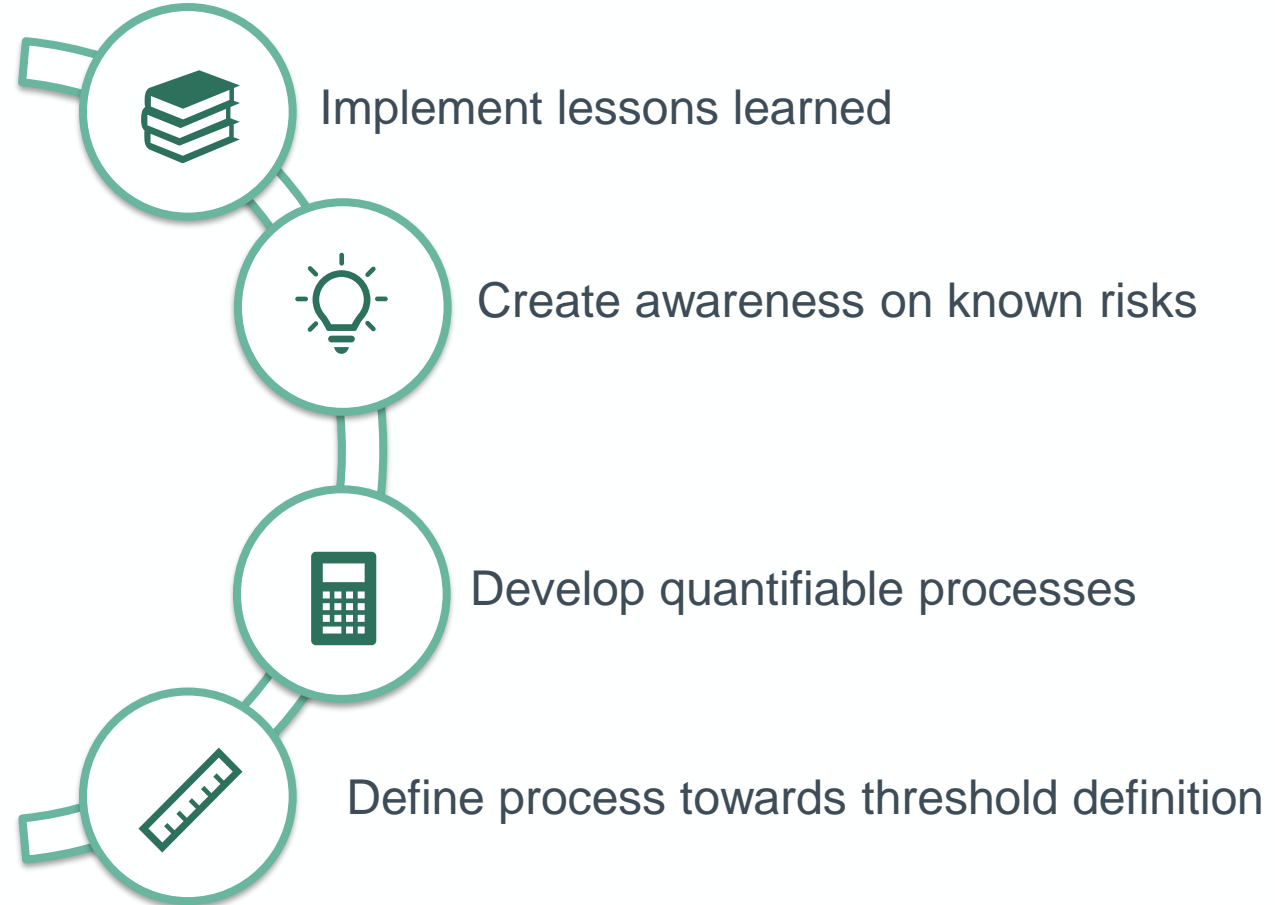 Implement lessons learned
Create awareness on known risks
Develop quantifiable processes
Define process towards threshold definition